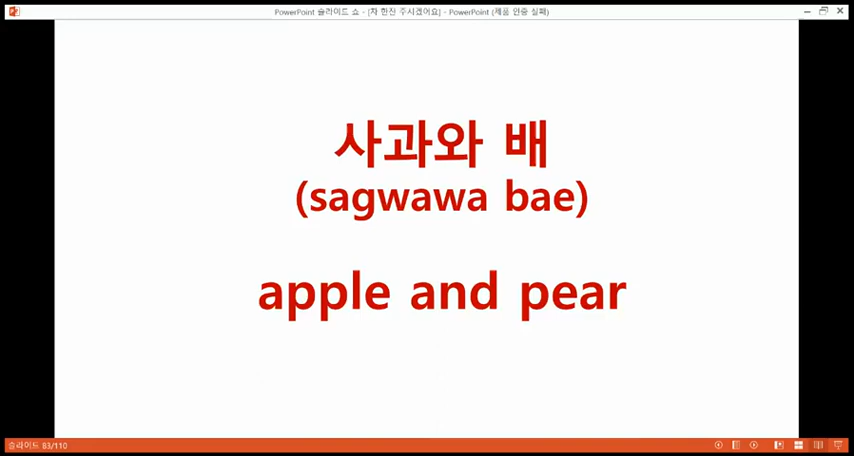 PowerPoint 슬라이드 쇼 - [차 한잔 주시겠어요] - PowerPoint (제품 인증 실패)
사과와 배
(sagwawa bae)
apple and pear
슬라이드 83/110